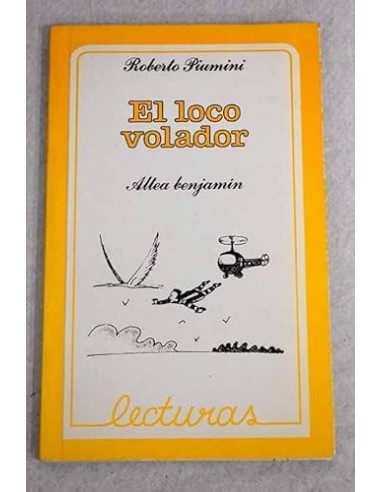 Roberto Piumini
El loco
volador
Altea benjamín
lecturas